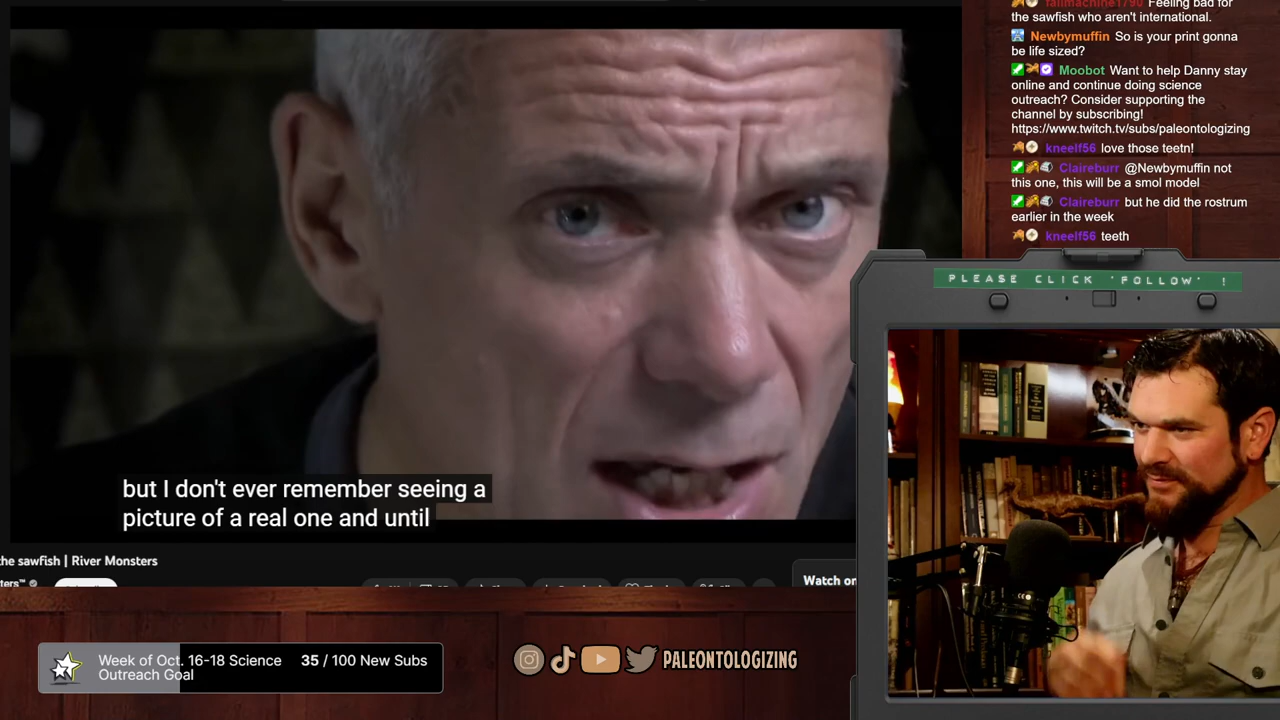 fallmachine1790 Feeling bad for
the sawfish who aren't international.
Newbymuffin So is your print gonna
be life sized?
Moobot Want to help Danny stay
online and continue doing science
outreach? Consider supporting the
channel by subscribing!
https://www.twitch.tv/subs/paleontologizing
kneelf56 love those teetn!
Claireburr @Newbymuffin not
this one, this will be a smol model
Claireburr but he did the rostrum
earlier in the week
kneelf56 teeth
PLEASE CLICK 'FOLLOW' !
but I don't ever remember seeing a
picture of a real one and until
the sawfish | River Monsters
ters™
Watch on
Week of Oct. 16-18 Science
Outreach Goal
35 / 100 New Subs
PALEONTOLOGIZING